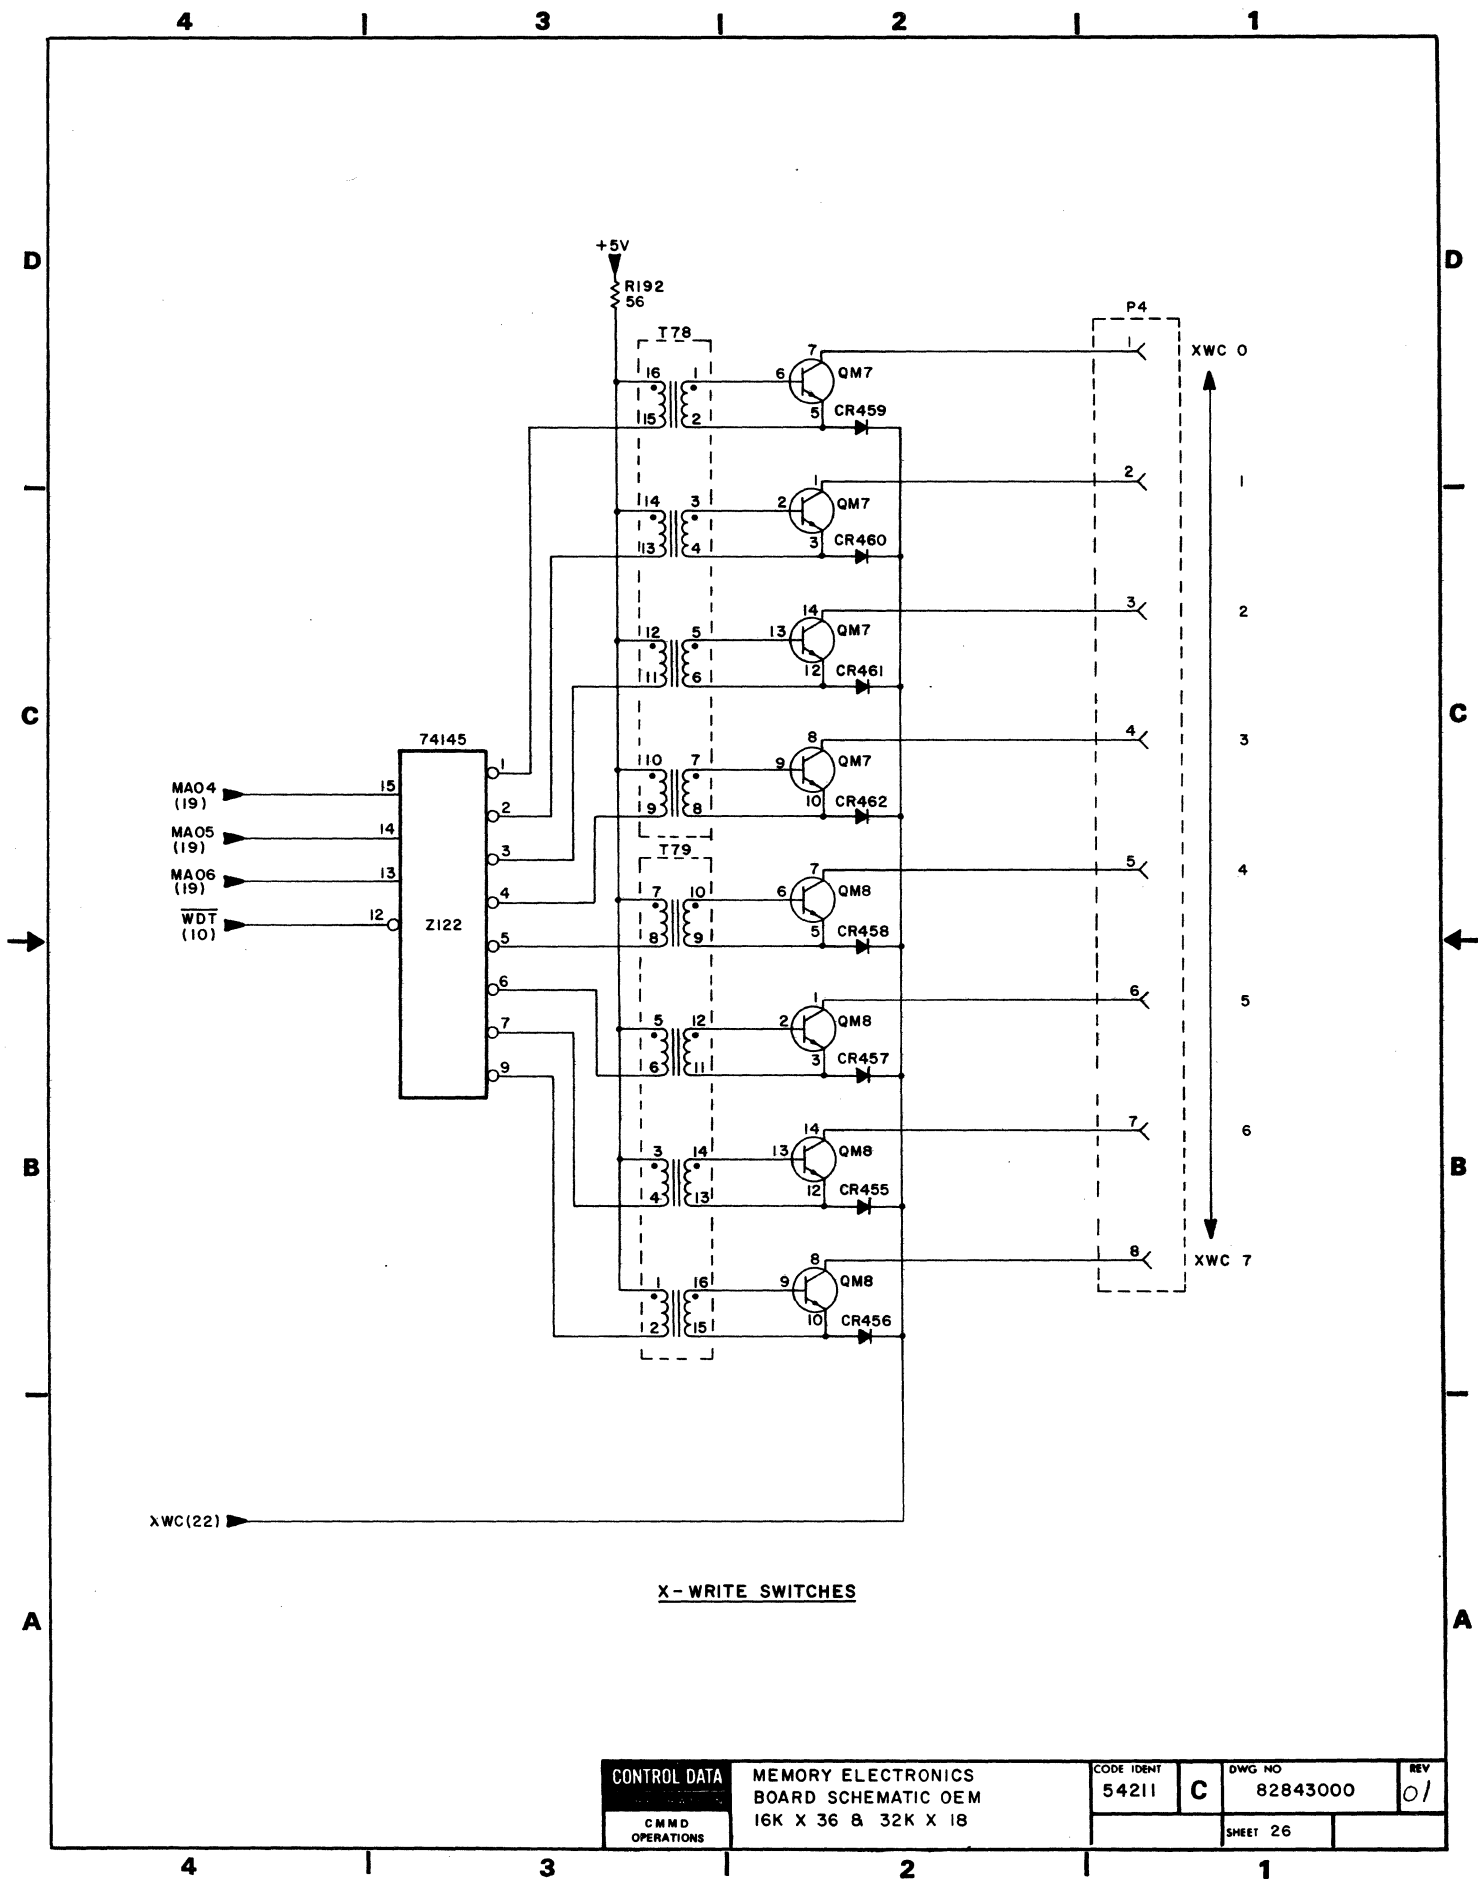 4 3 2 1
D D
+5V
R192
56
P4
T78
1 XWC 0
7
16 1 6 QM7
5 CR459
15 2
2 1
1
14 3 2 QM7
3 CR460
13 4
3 2
14
12 5 13 QM7
12 CR461
11 6
C C
74145
4 3
8
10 7 9 QM7
10 CR462
9 8
1
MA04 15
(19)
2
MA05 14
(19)
3
MA06 13
(19)
4
WDT 12 Z122
(10)
5
6
7
9
T79
5 4
7
7 10 6 QM8
5 CR458
8 9
6 5
1
5 12 2 QM8
3 CR457
6 11
7 6
14
B B
3 14 13 QM8
12 CR455
4 13
8 XWC 7
8
1 16 9 QM8
10 CR456
2 15
XWC(22)
X-WRITE SWITCHES
A A
CONTROL DATA
CMMD
OPERATIONS
MEMORY ELECTRONICS
BOARD SCHEMATIC OEM
16K X 36 & 32K X 18
CODE IDENT
54211
C
DWG NO
82843000
REV
01
SHEET 26
4 3 2 1